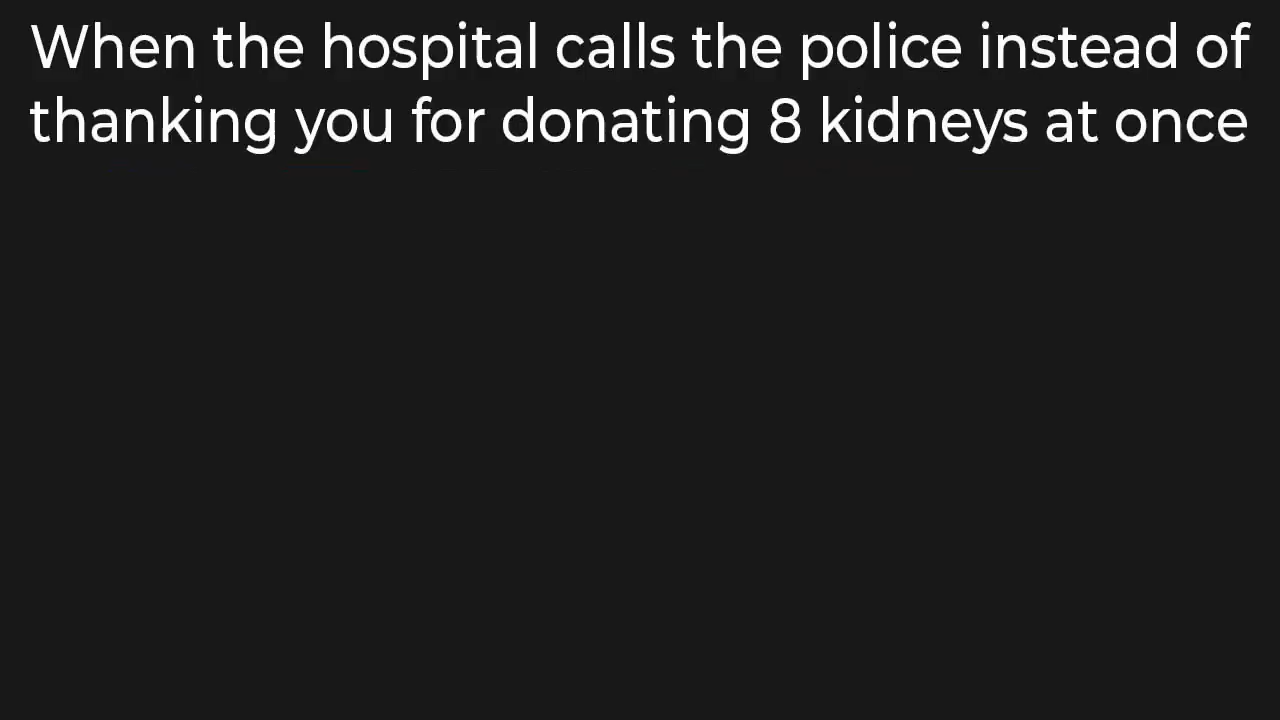 When the hospital calls the police instead of
thanking you for donating 8 kidneys at once